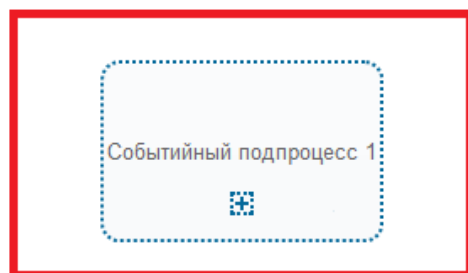 Событийный подпроцесс 1